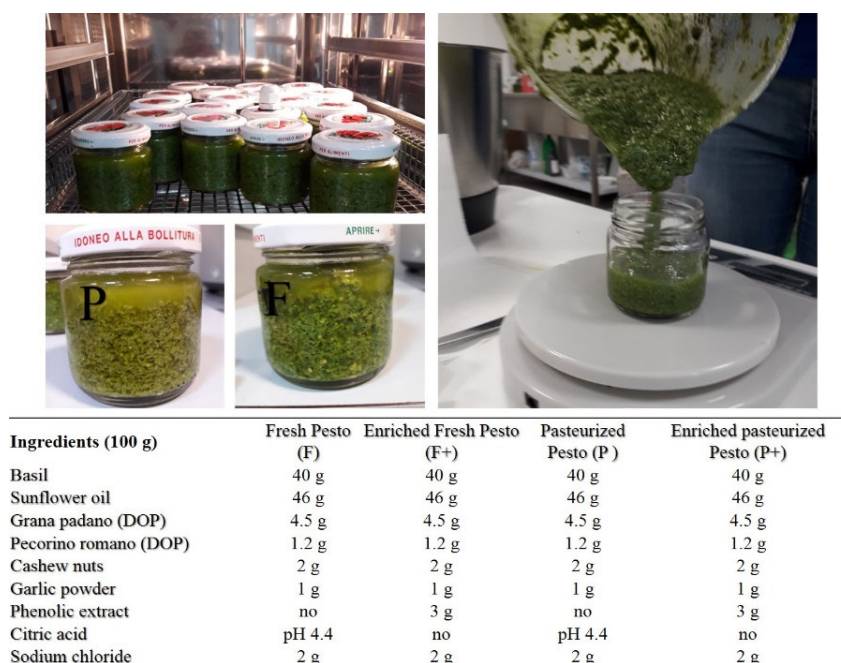 PER ALIMENTI
IDONEO ALLA BOLLITURA
P
APRIRE→
F
Ingredients (100 g) Fresh Pesto (F) Enriched Fresh Pesto (F+) Pasteurized Pesto (P ) Enriched pasteurized Pesto (P+)
Basil 40 g 40 g 40 g 40 g
Sunflower oil 46 g 46 g 46 g 46 g
Grana padano (DOP) 4.5 g 4.5 g 4.5 g 4.5 g
Pecorino romano (DOP) 1.2 g 1.2 g 1.2 g 1.2 g
Cashew nuts 2 g 2 g 2 g 2 g
Garlic powder 1 g 1 g 1 g 1 g
Phenolic extract no 3 g no 3 g
Citric acid pH 4.4 no pH 4.4 no
Sodium chloride 2 g 2 g 2 g 2 g